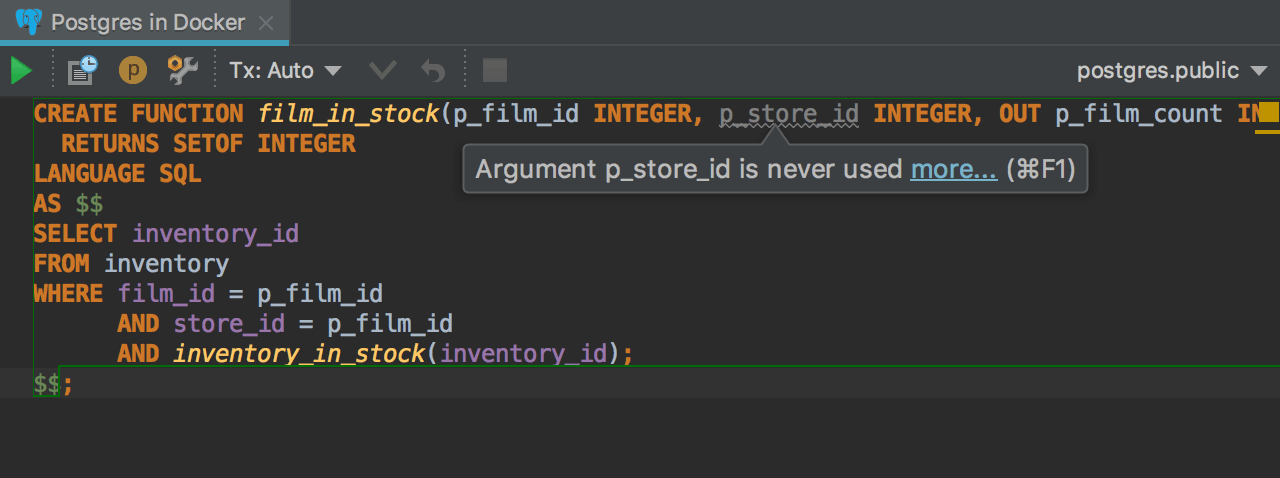 Postgres in Docker
p Tx: Auto postgres.public
CREATE FUNCTION film_in_stock(p_film_id INTEGER, p_store_id INTEGER, OUT p_film_count IN
RETURNS SETOF INTEGER
Argument p_store_id is never used more... (⌘F1)
LANGUAGE SQL
AS $$
SELECT inventory_id
FROM inventory
WHERE film_id = p_film_id
AND store_id = p_film_id
AND inventory_in_stock(inventory_id);
$$;